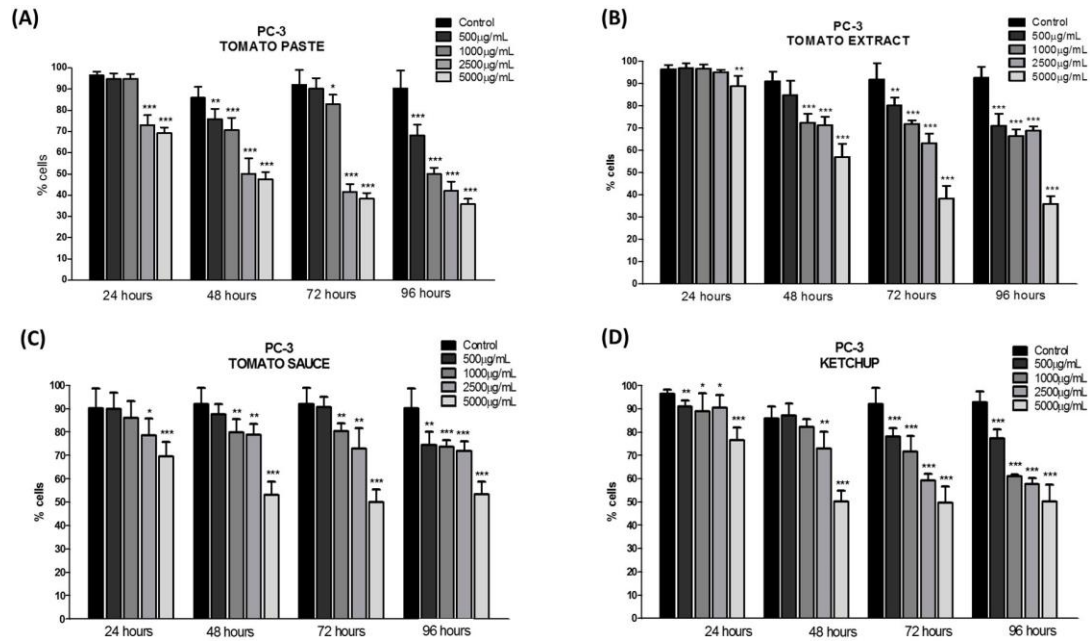 (A)
PC-3
TOMATO PASTE
Control
500µg/mL
1000µg/mL
2500µg/mL
5000µg/mL
% cells
100
90
80
70
60
50
40
30
20
10
0
***
***
**
***
***
***
*
***
***
***
***
***
***
24 hours
48 hours
72 hours
96 hours
(B)
PC-3
TOMATO EXTRACT
Control
500µg/mL
1000µg/mL
2500µg/mL
5000µg/mL
% cells
100
90
80
70
60
50
40
30
20
10
0
**
***
***
***
**
***
***
***
***
***
***
***
24 hours
48 hours
72 hours
96 hours
(C)
PC-3
TOMATO SAUCE
Control
500µg/mL
1000µg/mL
2500µg/mL
5000µg/mL
% cells
100
90
80
70
60
50
40
30
20
10
0
*
***
**
**
***
**
**
***
**
***
***
***
24 hours
48 hours
72 hours
96 hours
(D)
PC-3
KETCHUP
Control
500µg/mL
1000µg/mL
2500µg/mL
5000µg/mL
% cells
100
90
80
70
60
50
40
30
20
10
0
**
*
*
***
**
***
***
***
***
***
***
***
***
***
24 hours
48 hours
72 hours
96 hours